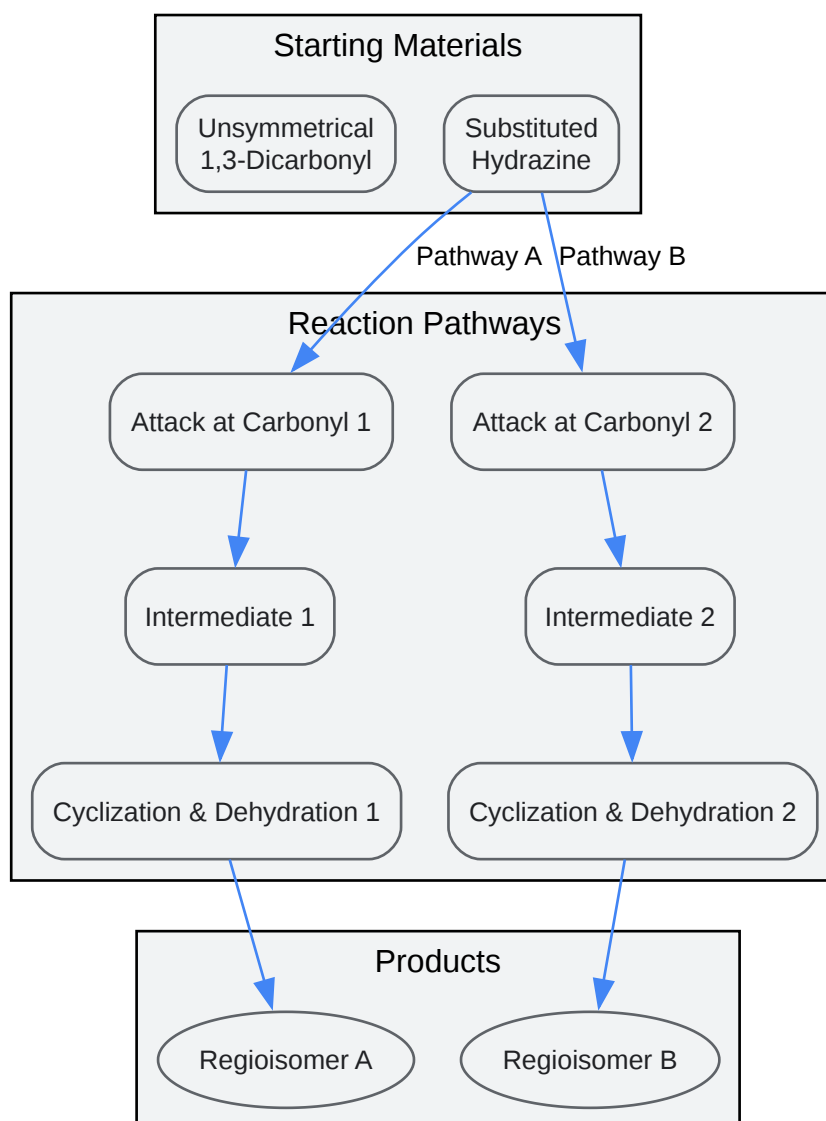 Starting Materials
Unsymmetrical
1,3-Dicarbonyl
Substituted
Hydrazine
Pathway A
Pathway B
Reaction Pathways
Attack at Carbonyl 1
Attack at Carbonyl 2
Intermediate 1
Intermediate 2
Cyclization & Dehydration 1
Cyclization & Dehydration 2
Products
Regioisomer A
Regioisomer B